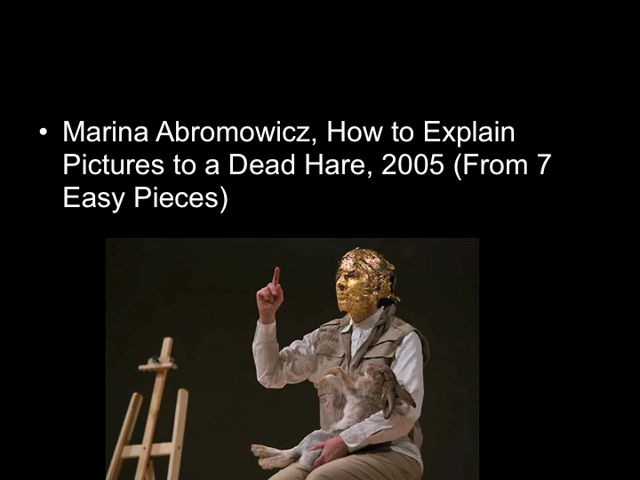 • Marina Abromowicz, How to Explain
Pictures to a Dead Hare, 2005 (From 7
Easy Pieces)